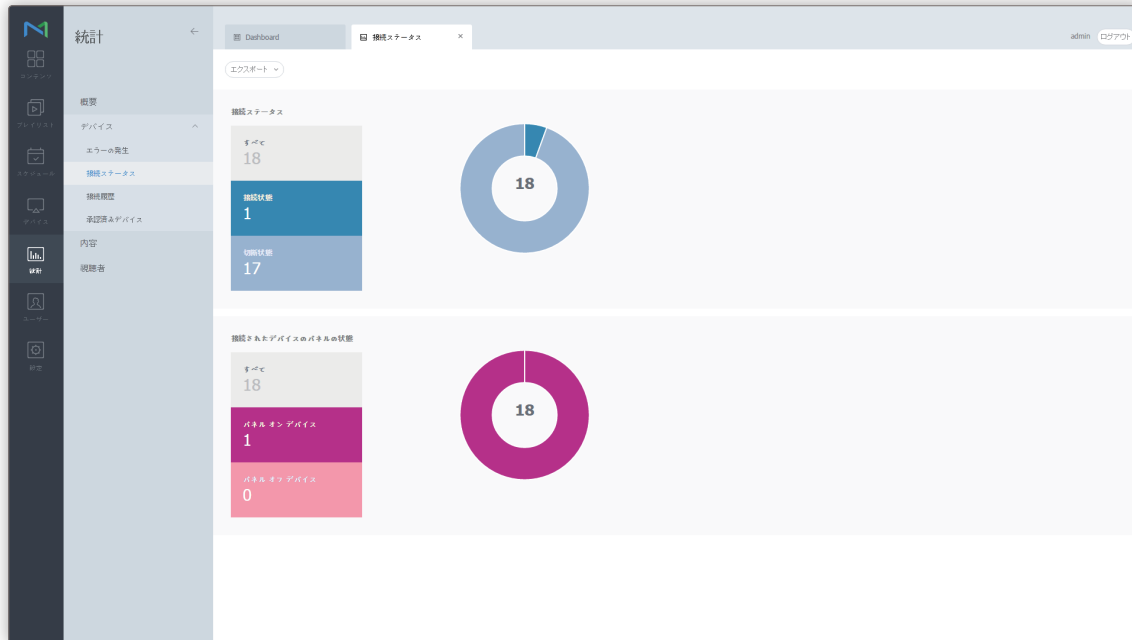 統計
←
Dashboard
接続ステータス ×
admin ログアウト
エクスポート
コンテンツ
プレイリスト
スケジュール
デバイス
統計
ユーザー
設定
概要
デバイス
エラーの発生
接続ステータス
接続履歴
承認済みデバイス
内容
視聴者
接続ステータス
すべて
18
接続状態
1
切断状態
17
18
接続されたデバイスのパネルの状態
すべて
18
パネル オン デバイス
1
パネル オフ デバイス
0
18